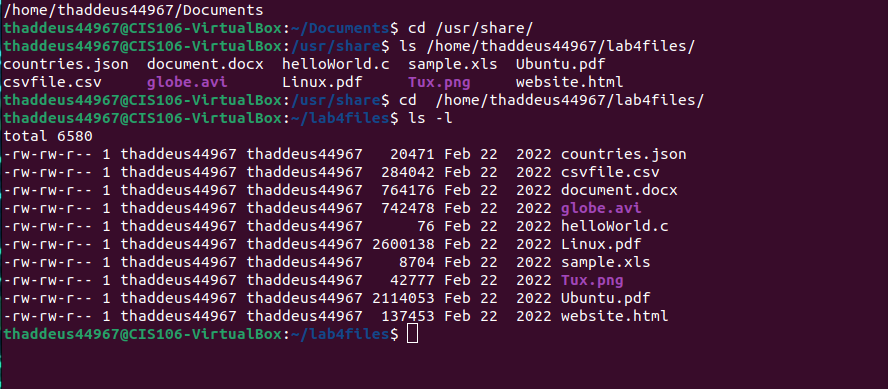 /home/thaddeus44967/Documents
thaddeus44967@CIS106-VirtualBox:~/Documents$ cd /usr/share/
thaddeus44967@CIS106-VirtualBox:/usr/share$ ls /home/thaddeus44967/lab4files/
countries.json  document.docx  helloWorld.c  sample.xls  Ubuntu.pdf
csvfile.csv     globe.avi      Linux.pdf     Tux.png     website.html
thaddeus44967@CIS106-VirtualBox:/usr/share$ cd  /home/thaddeus44967/lab4files/
thaddeus44967@CIS106-VirtualBox:~/lab4files$ ls -l
total 6580
-rw-rw-r-- 1 thaddeus44967 thaddeus44967   20471 Feb 22  2022 countries.json
-rw-rw-r-- 1 thaddeus44967 thaddeus44967  284042 Feb 22  2022 csvfile.csv
-rw-rw-r-- 1 thaddeus44967 thaddeus44967  764176 Feb 22  2022 document.docx
-rw-rw-r-- 1 thaddeus44967 thaddeus44967  742478 Feb 22  2022 globe.avi
-rw-rw-r-- 1 thaddeus44967 thaddeus44967      76 Feb 22  2022 helloWorld.c
-rw-rw-r-- 1 thaddeus44967 thaddeus44967 2600138 Feb 22  2022 Linux.pdf
-rw-rw-r-- 1 thaddeus44967 thaddeus44967    8704 Feb 22  2022 sample.xls
-rw-rw-r-- 1 thaddeus44967 thaddeus44967   42777 Feb 22  2022 Tux.png
-rw-rw-r-- 1 thaddeus44967 thaddeus44967 2114053 Feb 22  2022 Ubuntu.pdf
-rw-rw-r-- 1 thaddeus44967 thaddeus44967  137453 Feb 22  2022 website.html
thaddeus44967@CIS106-VirtualBox:~/lab4files$